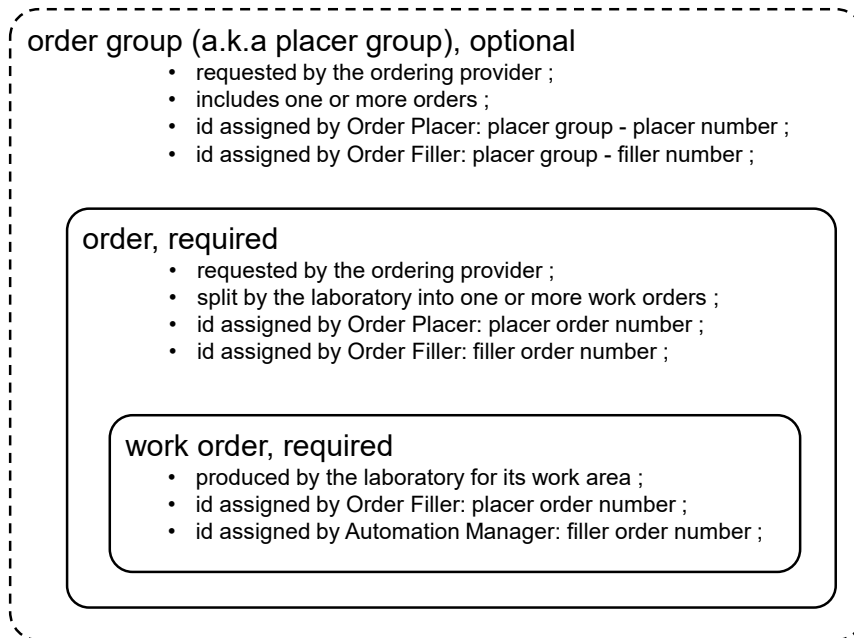 order group (a.k.a placer group), optional
• requested by the ordering provider ;
• includes one or more orders ;
• id assigned by Order Placer: placer group - placer number ;
• id assigned by Order Filler: placer group - filler number ;
order, required
• requested by the ordering provider ;
• split by the laboratory into one or more work orders ;
• id assigned by Order Placer: placer order number ;
• id assigned by Order Filler: filler order number ;
work order, required
• produced by the laboratory for its work area ;
• id assigned by Order Filler: placer order number ;
• id assigned by Automation Manager: filler order number ;